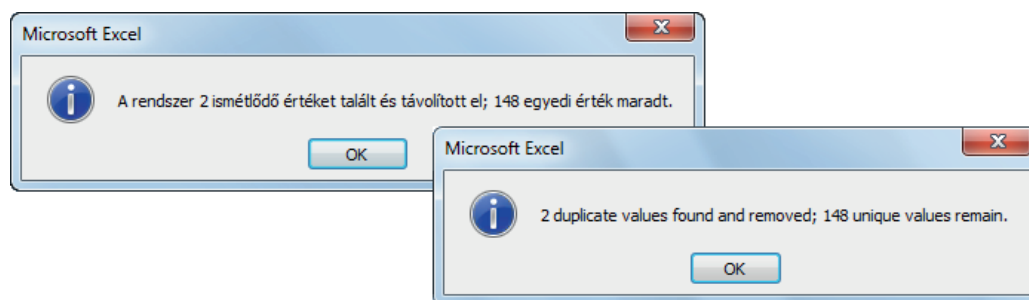 Microsoft Excel
A rendszer 2 ismétlődő értéket talált és távolított el; 148 egyedi érték maradt.
OK
Microsoft Excel
2 duplicate values found and removed; 148 unique values remain.
OK